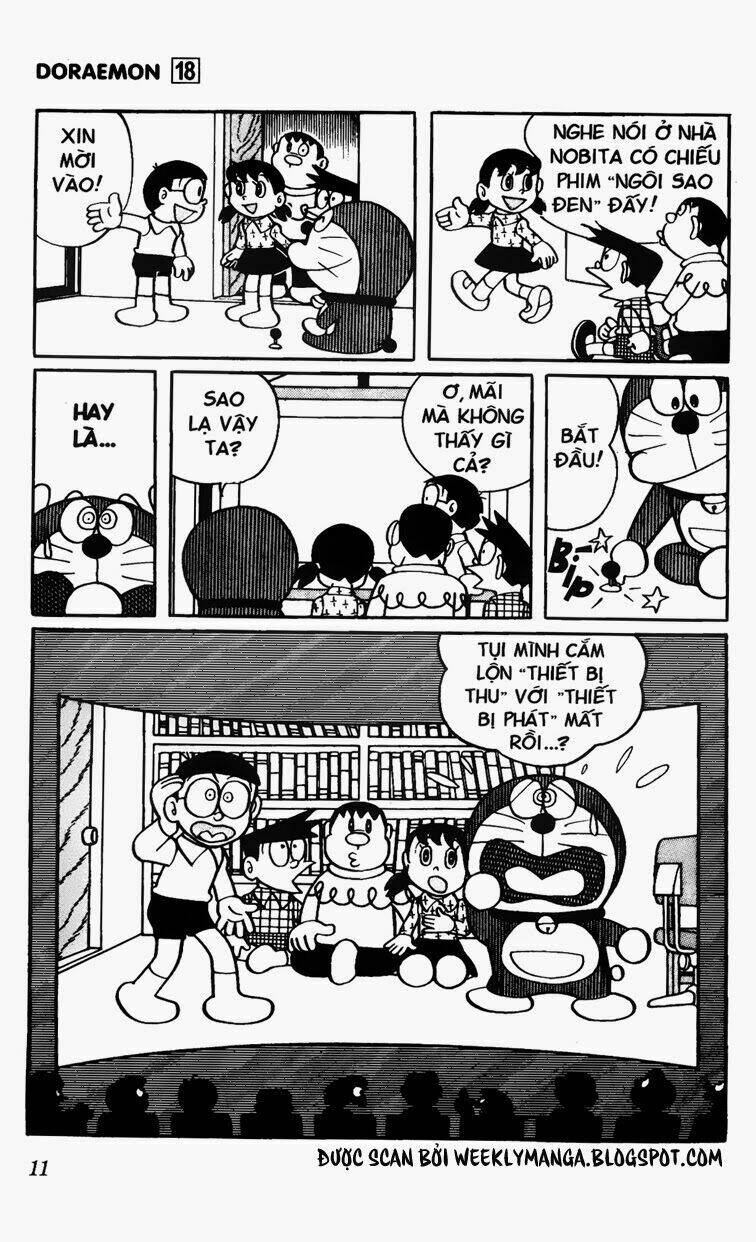 DORAEMON 18
XIN
MỜI
VÀO!
NGHE NÓI Ở NHÀ
NOBITA CÓ CHIẾU
PHIM "NGÔI SAO
ĐEN" ĐẤY!
HAY
LÀ...
SAO
LẠ VẬY
TA?
Ơ, MÃI
MÀ KHÔNG
THẤY GÌ
CẢ?
BẮT
ĐẦU!
BÍP
TỤI MÌNH CẮM
LỘN "THIẾT BỊ
THU" VỚI "THIẾT
BỊ PHÁT" MẤT
RỒI...?
11
ĐƯỢC SCAN BỞI WEEKLYMANGA.BLOGSPOT.COM